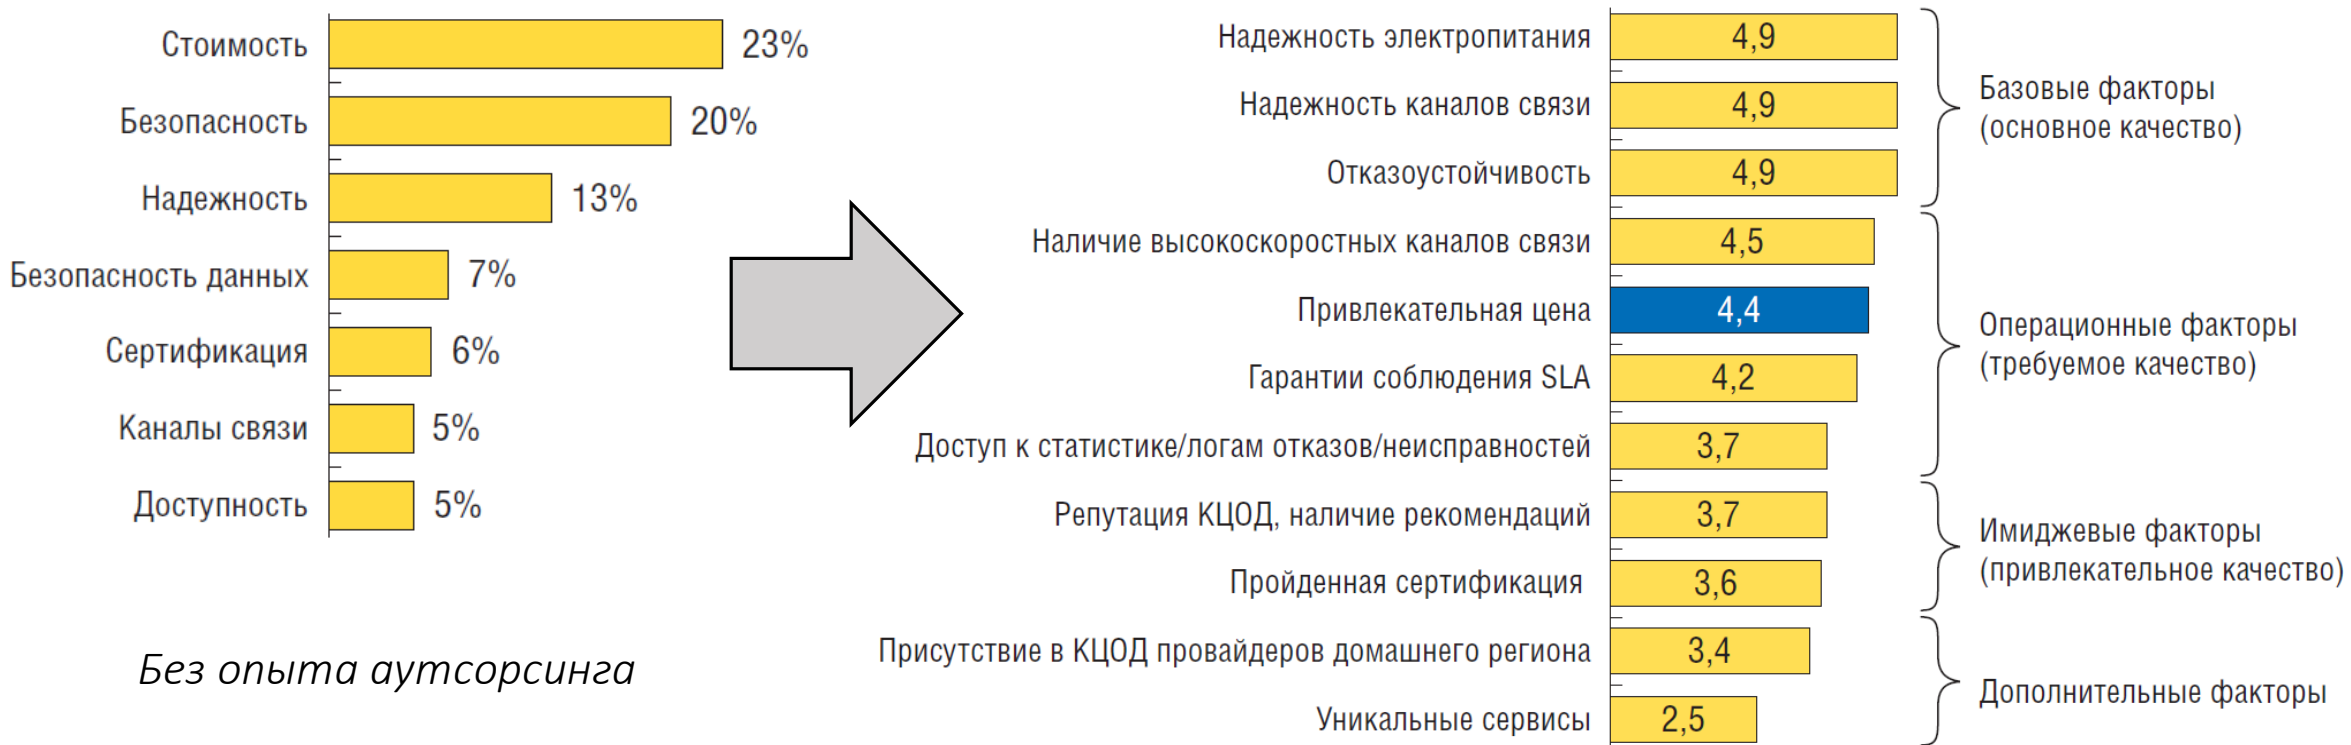 Стоимость 23%
Безопасность 20%
Надежность 13%
Безопасность данных 7%
Сертификация 6%
Каналы связи 5%
Доступность 5%
Без опыта аутсорсинга
Надежность электропитания 4,9
Надежность каналов связи 4,9
Отказоустойчивость 4,9
Базовые факторы
(основное качество)
Наличие высокоскоростных каналов связи 4,5
Привлекательная цена 4,4
Гарантии соблюдения SLA 4,2
Доступ к статистике/логам отказов/неисправностей 3,7
Операционные факторы
(требуемое качество)
Репутация КЦОД, наличие рекомендаций 3,7
Пройденная сертификация 3,6
Имиджевые факторы
(привлекательное качество)
Присутствие в КЦОД провайдеров домашнего региона 3,4
Уникальные сервисы 2,5
Дополнительные факторы